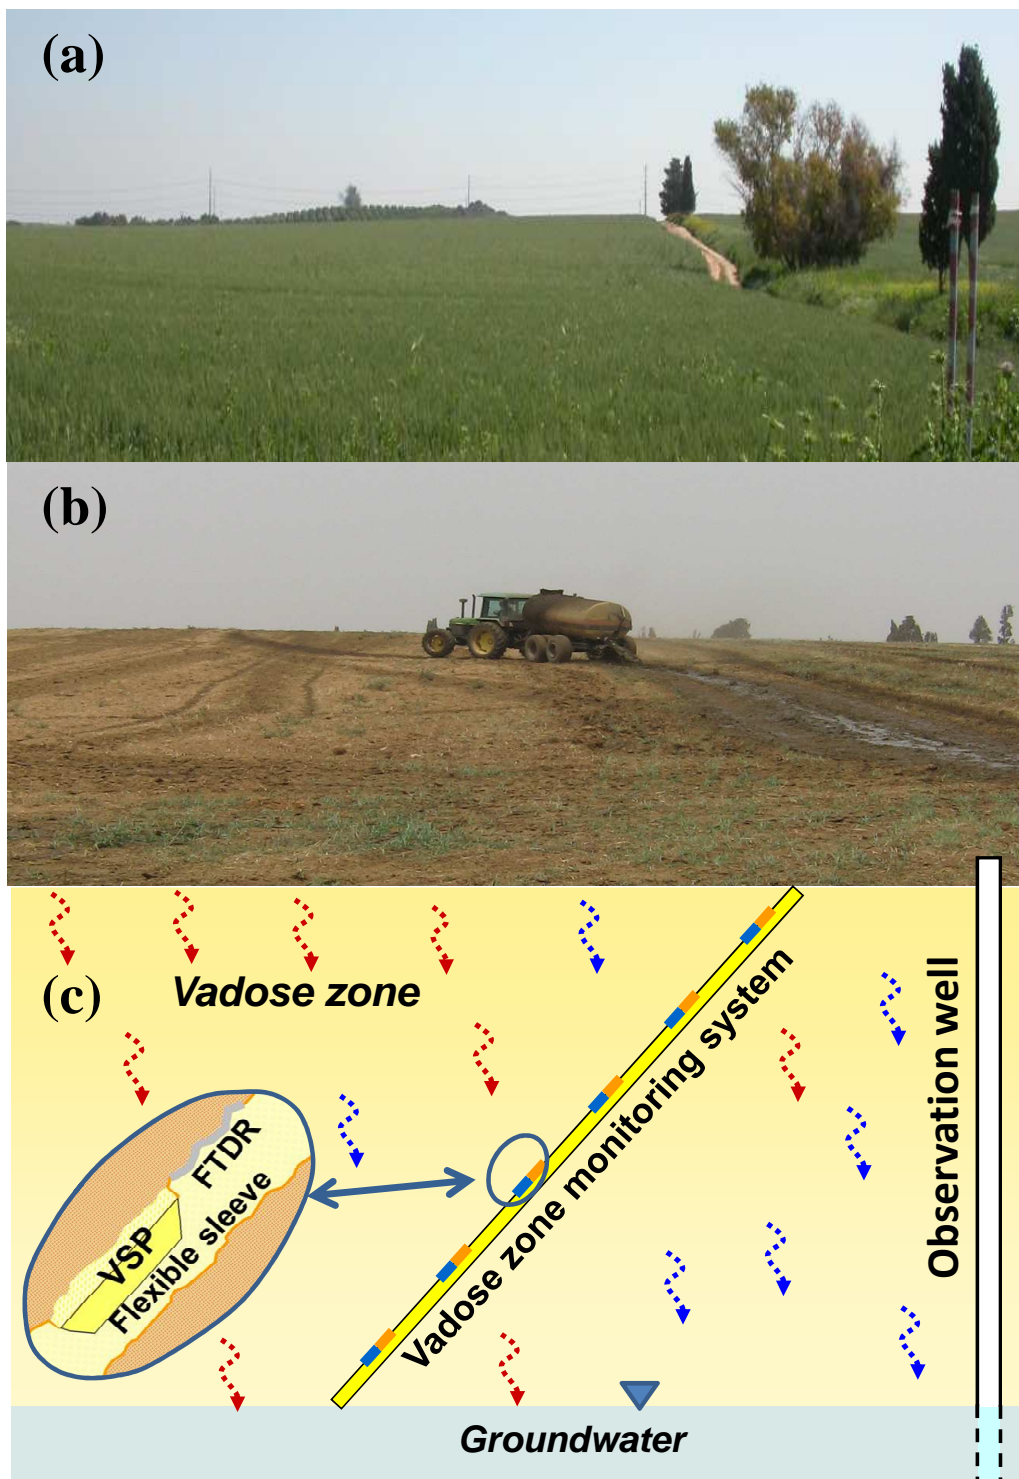 (a)
(b)
(c)
Vadose zone
Vadose zone monitoring system
Observation well
FTDR
VSP
Flexible sleeve
Groundwater